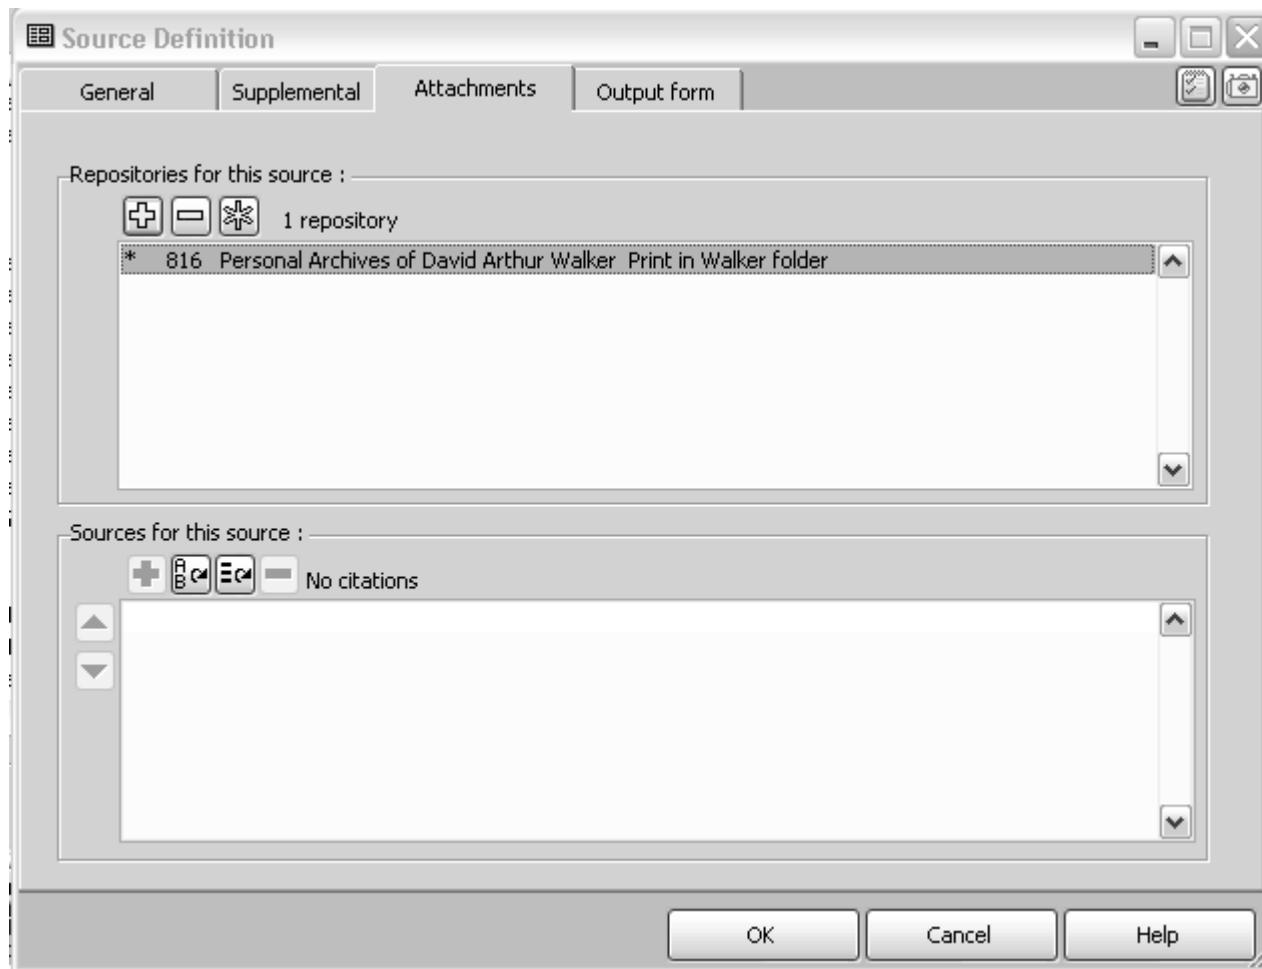 Source Definition
General Supplemental Attachments Output form
Repositories for this source :
1 repository
* 816 Personal Archives of David Arthur Walker Print in Walker folder
Sources for this source :
A
B
No citations
OK Cancel Help